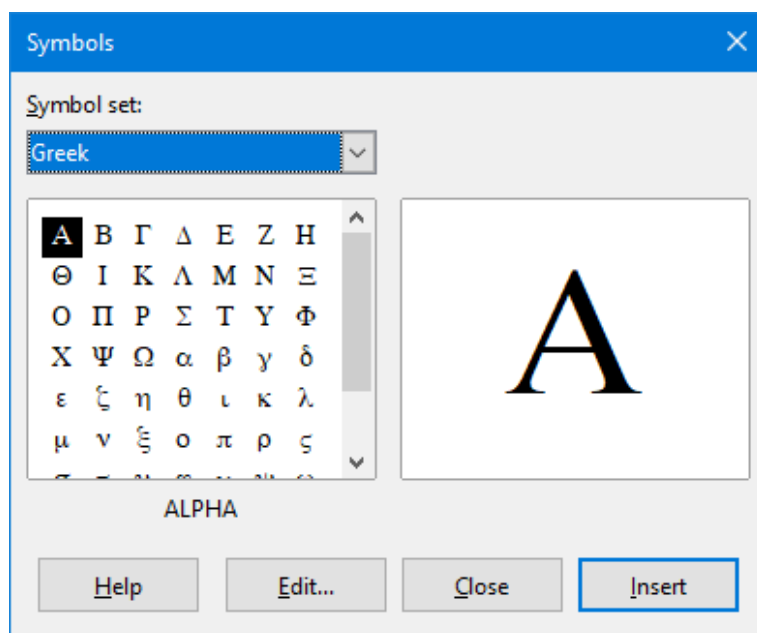 Symbols
Symbol set:
Greek
Α Β Γ Δ Ε Ζ Η
Θ Ι Κ Λ Μ Ν Ξ
Ο Π Ρ Σ Τ Υ Φ
Χ Ψ Ω α β γ δ
ε ζ η θ ι κ λ
μ ν ξ ο π ρ ς
Α
ALPHA
Help
Edit...
Close
Insert